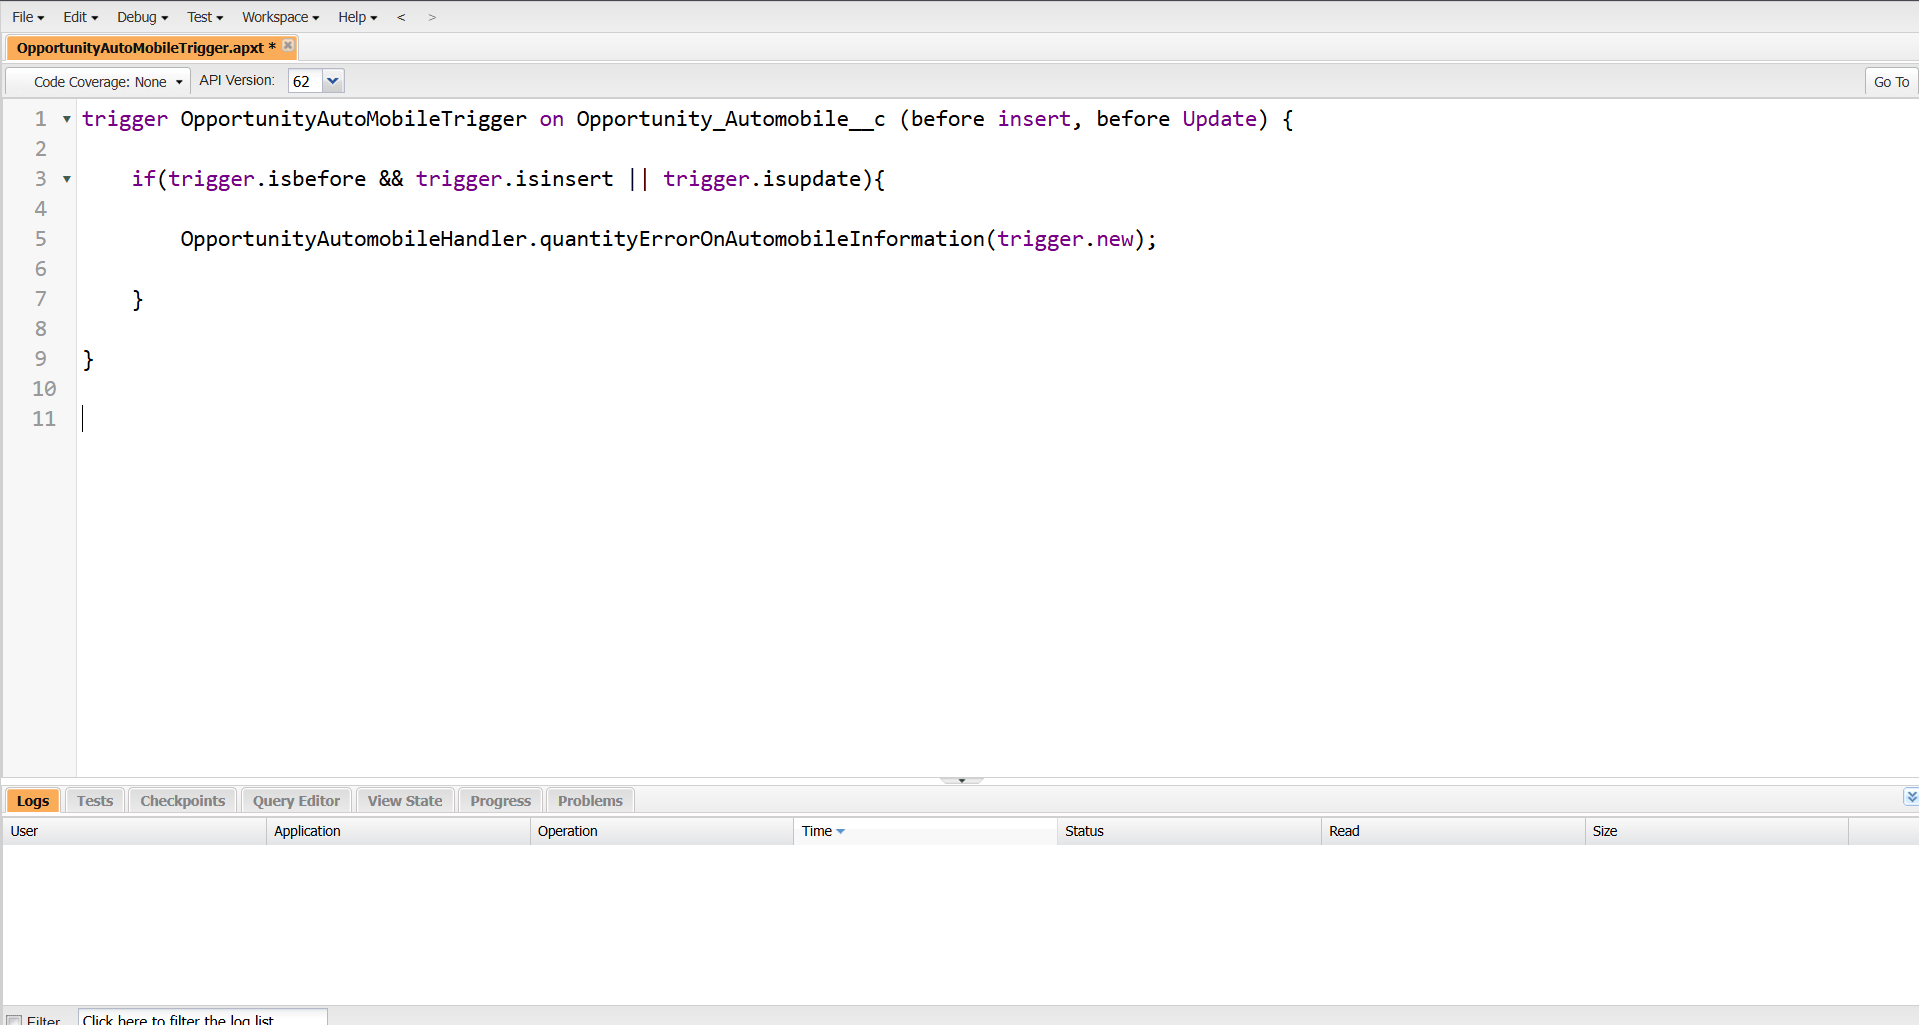 File Edit Debug Test Workspace Help < >
OpportunityAutoMobileTrigger.apxt *
Code Coverage: None API Version: 62 Go To
1 trigger OpportunityAutoMobileTrigger on Opportunity_Automobile__c (before insert, before Update) {
2
3 if(trigger.isbefore && trigger.isinsert || trigger.isupdate){
4
5 OpportunityAutomobileHandler.quantityErrorOnAutomobileInformation(trigger.new);
6
7 }
8
9 }
10
11
Logs Tests Checkpoints Query Editor View State Progress Problems
User Application Operation Time Status Read Size
Filter Click here to filter the log list